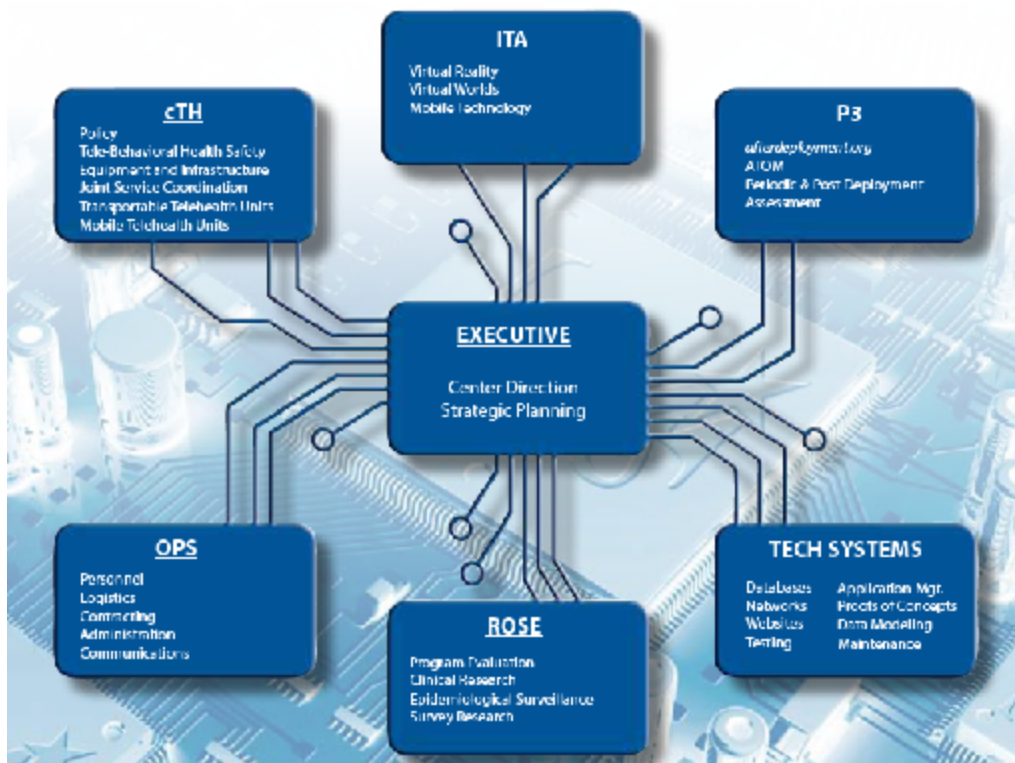 ITA
Virtual Reality
Virtual Worlds
Mobile Technology
cTH
Policy
Tele-Behavioral Health Safety
Equipment and Infrastructure
Joint Service Coordination
Transportable Telehealth Units
Mobile Telehealth Units
P3
afterdeployment.org
ATOM
Periodic & Post Deployment
Assessment
EXECUTIVE
Center Direction
Strategic Planning
OPS
Personnel
Logistics
Contracting
Administration
Communications
ROSE
Program Evaluation
Clinical Research
Epidemiological Surveillance
Survey Research
TECH SYSTEMS
Databases
Networks
Websites
Testing
Application Mgt.
Proofs of Concepts
Data Modeling
Maintenance